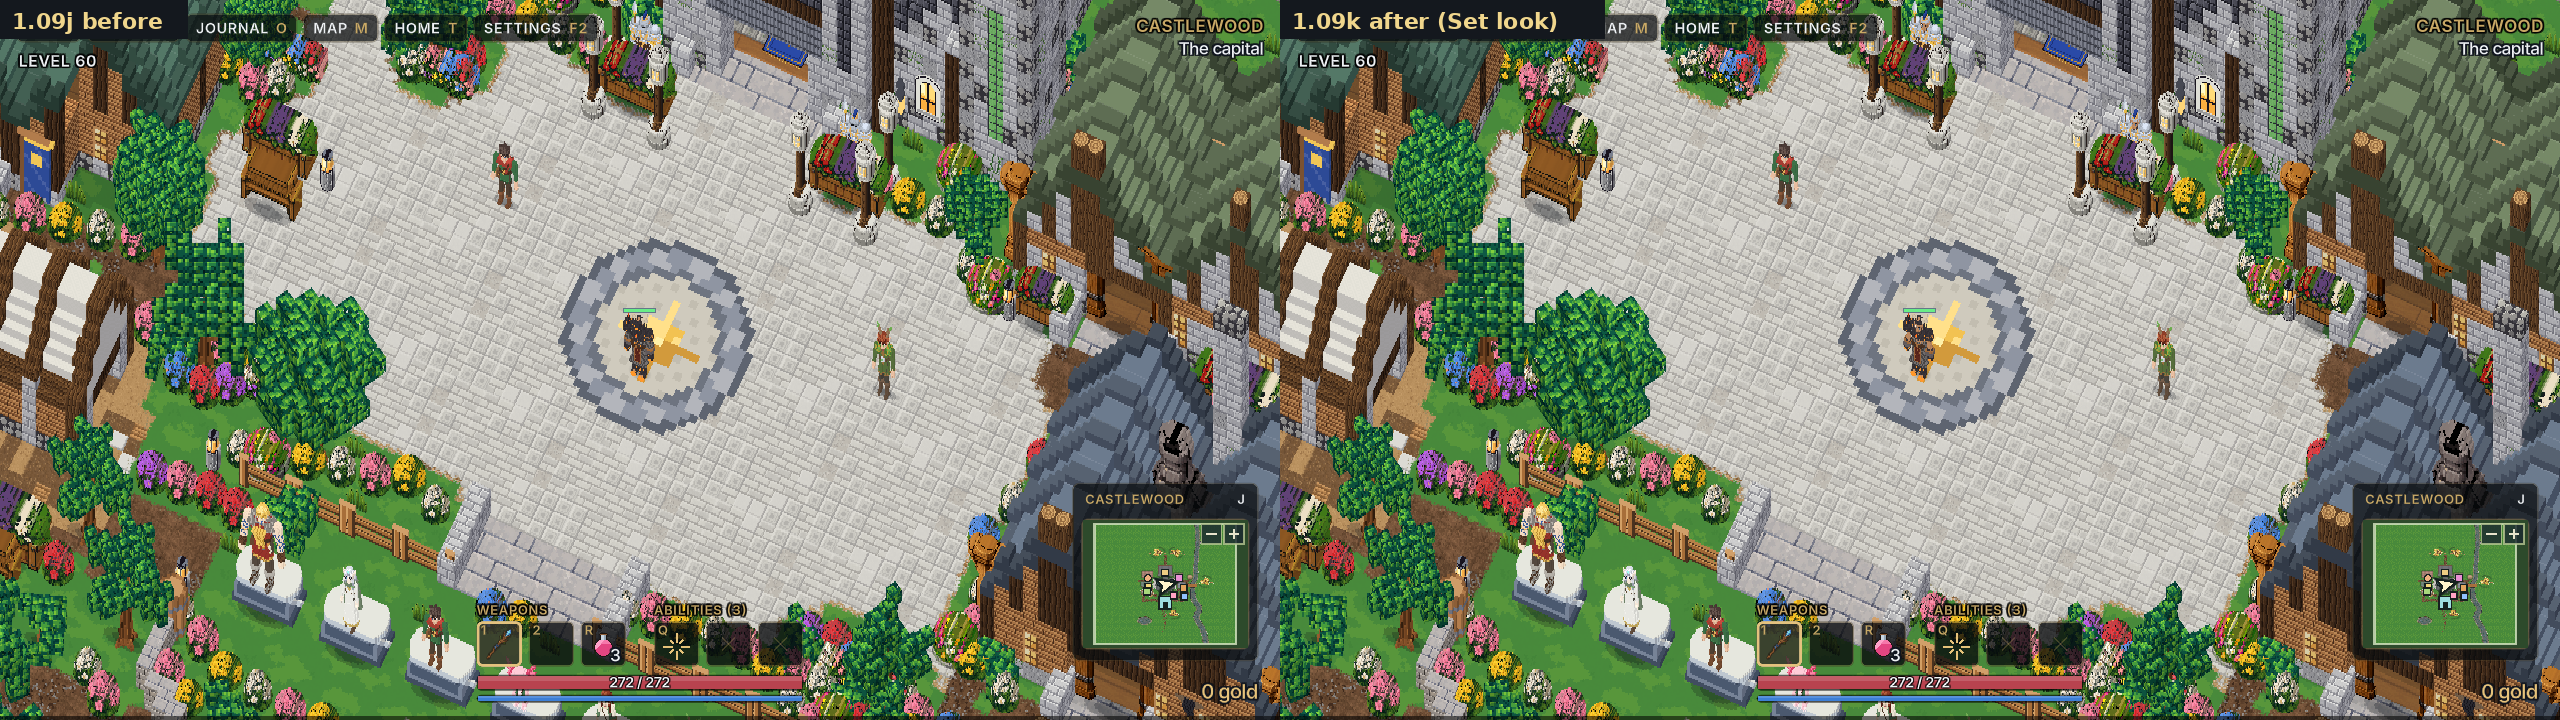 1.09j before
JOURNAL O MAP M HOME T SETTINGS F2
CASTLEWOOD
The capital
LEVEL 60
CASTLEWOOD J
WEAPONS ABILITIES (3)
1 2 R 3 Q
272 / 272
0 gold
1.09k after (Set look)
AP M HOME T SETTINGS F2
CASTLEWOOD
The capital
LEVEL 60
CASTLEWOOD J
WEAPONS ABILITIES (3)
1 2 R 3 Q
272 / 272
0 gold